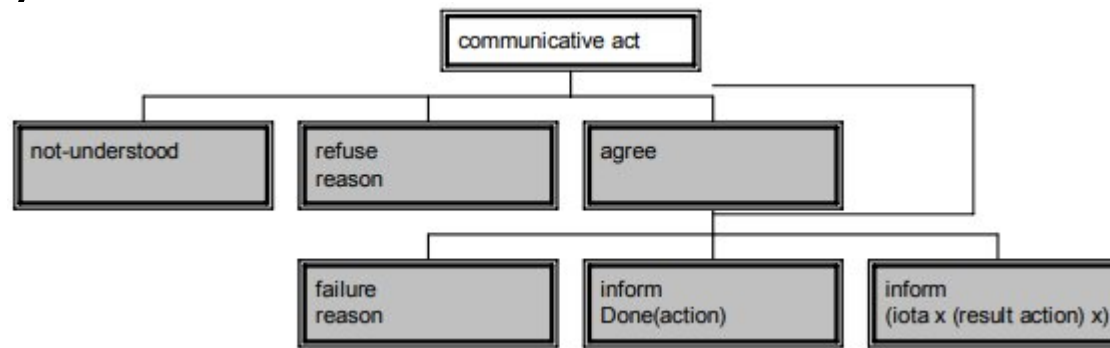 communicative act
not-understood
refuse
reason
agree
failure
reason
inform
Done(action)
inform
(iota x (result action) x)